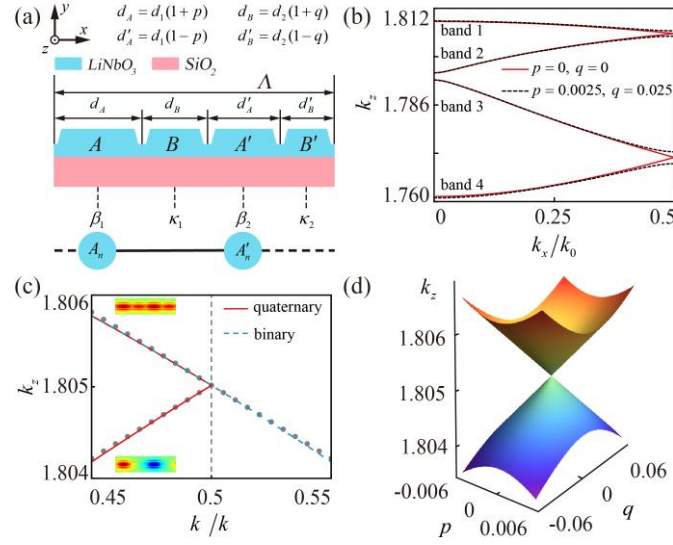 (a)
y
x
z
d_A = d_1(1+p)
d_B = d_2(1+q)
d'_A = d_1(1−p)
d'_B = d_2(1−q)
LiNbO_3
SiO_2
Λ
d_A
d_B
d'_A
d'_B
A
B
A'
B'
β_1
κ_1
β_2
κ_2
A_n
A'_n
(b)
1.812
1.786
1.760
k_z
band 1
band 2
band 3
band 4
p=0, q=0
p=0.0025, q=0.025
0
0.25
0.5
k_x/k_0
(c)
1.806
1.805
1.804
k_z
quaternary
binary
0.45
0.5
0.55
k /k
(d)
k_z
1.806
1.805
1.804
-0.006
0
0.006
p
-0.06
0
0.06
q